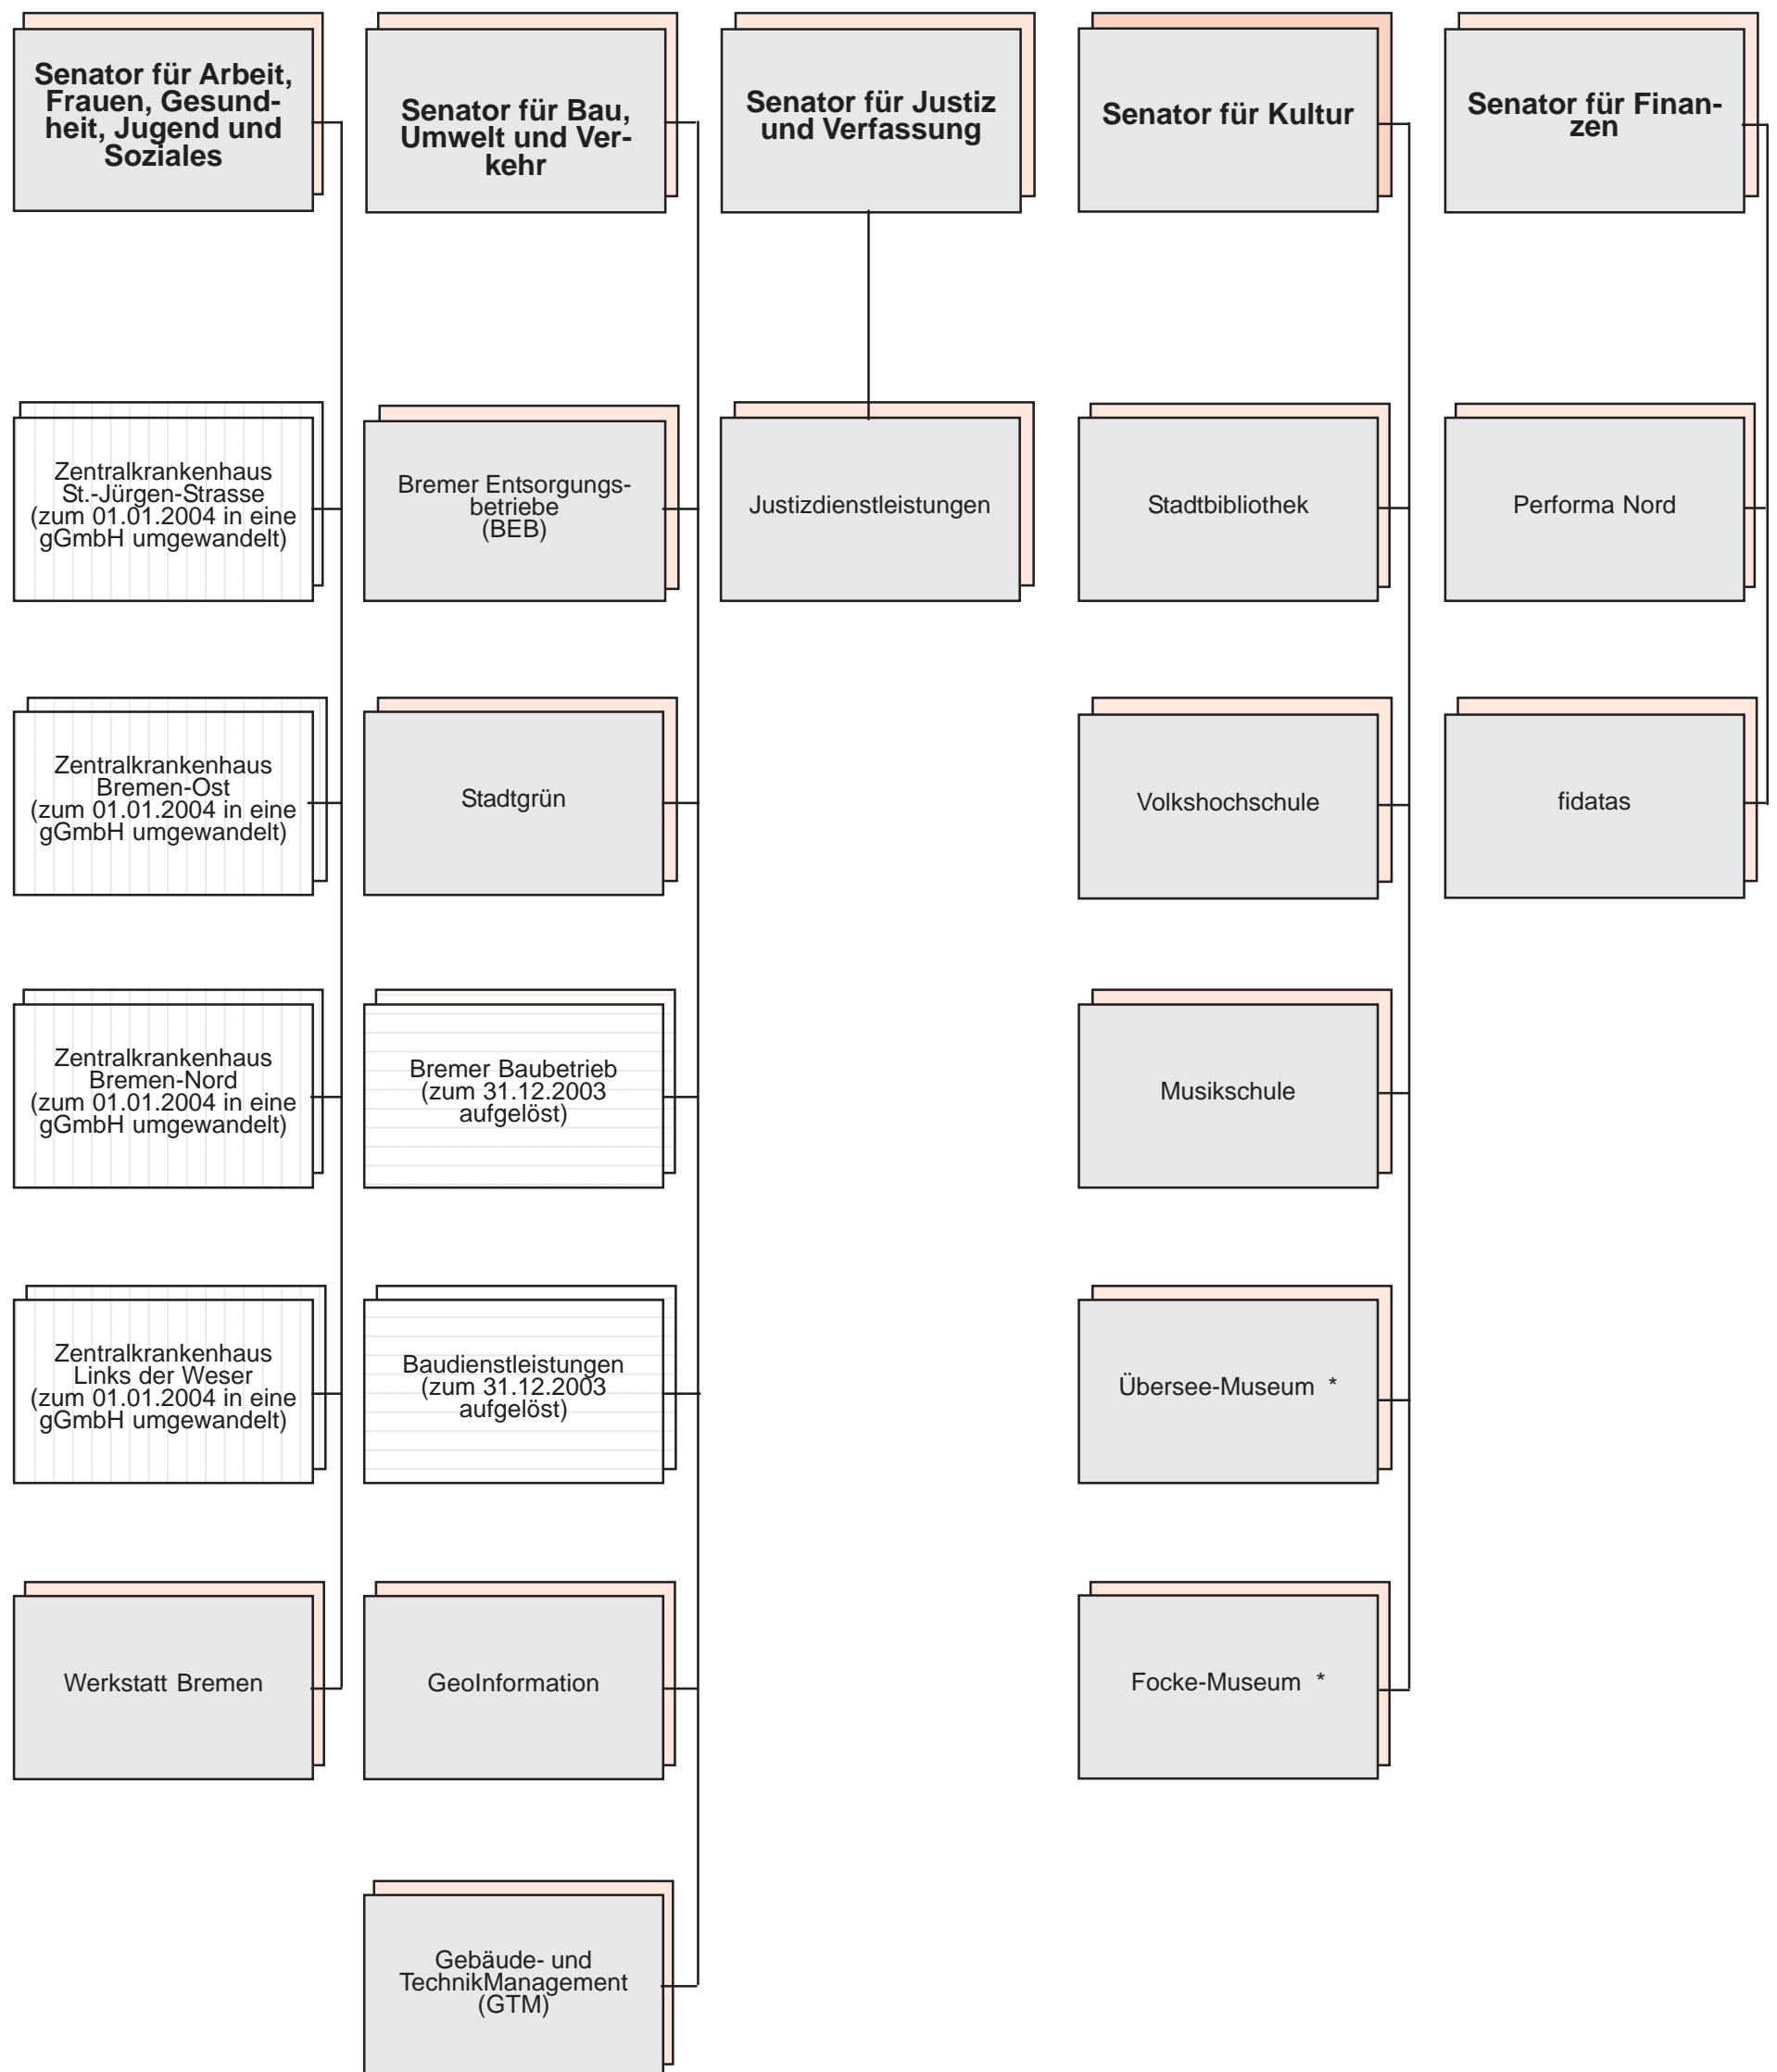 Senator für Arbeit,
Frauen, Gesund-
heit, Jugend und
Soziales
Senator für Bau,
Umwelt und Ver-
kehr
Senator für Justiz
und Verfassung
Senator für Kultur
Senator für Finan-
zen
Zentralkrankenhaus
St.-Jürgen-Strasse
(zum 01.01.2004 in eine
gGmbH umgewandelt)
Bremer Entsorgungs-
betriebe
(BEB)
Justizdienstleistungen
Stadtbibliothek
Performa Nord
Zentralkrankenhaus
Bremen-Ost
(zum 01.01.2004 in eine
gGmbH umgewandelt)
Stadtgrün
Volkshochschule
fidatas
Zentralkrankenhaus
Bremen-Nord
(zum 01.01.2004 in eine
gGmbH umgewandelt)
Bremer Baubetrieb
(zum 31.12.2003
aufgelöst)
Musikschule
Zentralkrankenhaus
Links der Weser
(zum 01.01.2004 in eine
gGmbH umgewandelt)
Baudienstleistungen
(zum 31.12.2003
aufgelöst)
Übersee-Museum *
Werkstatt Bremen
GeoInformation
Focke-Museum *
Gebäude- und
TechnikManagement
(GTM)